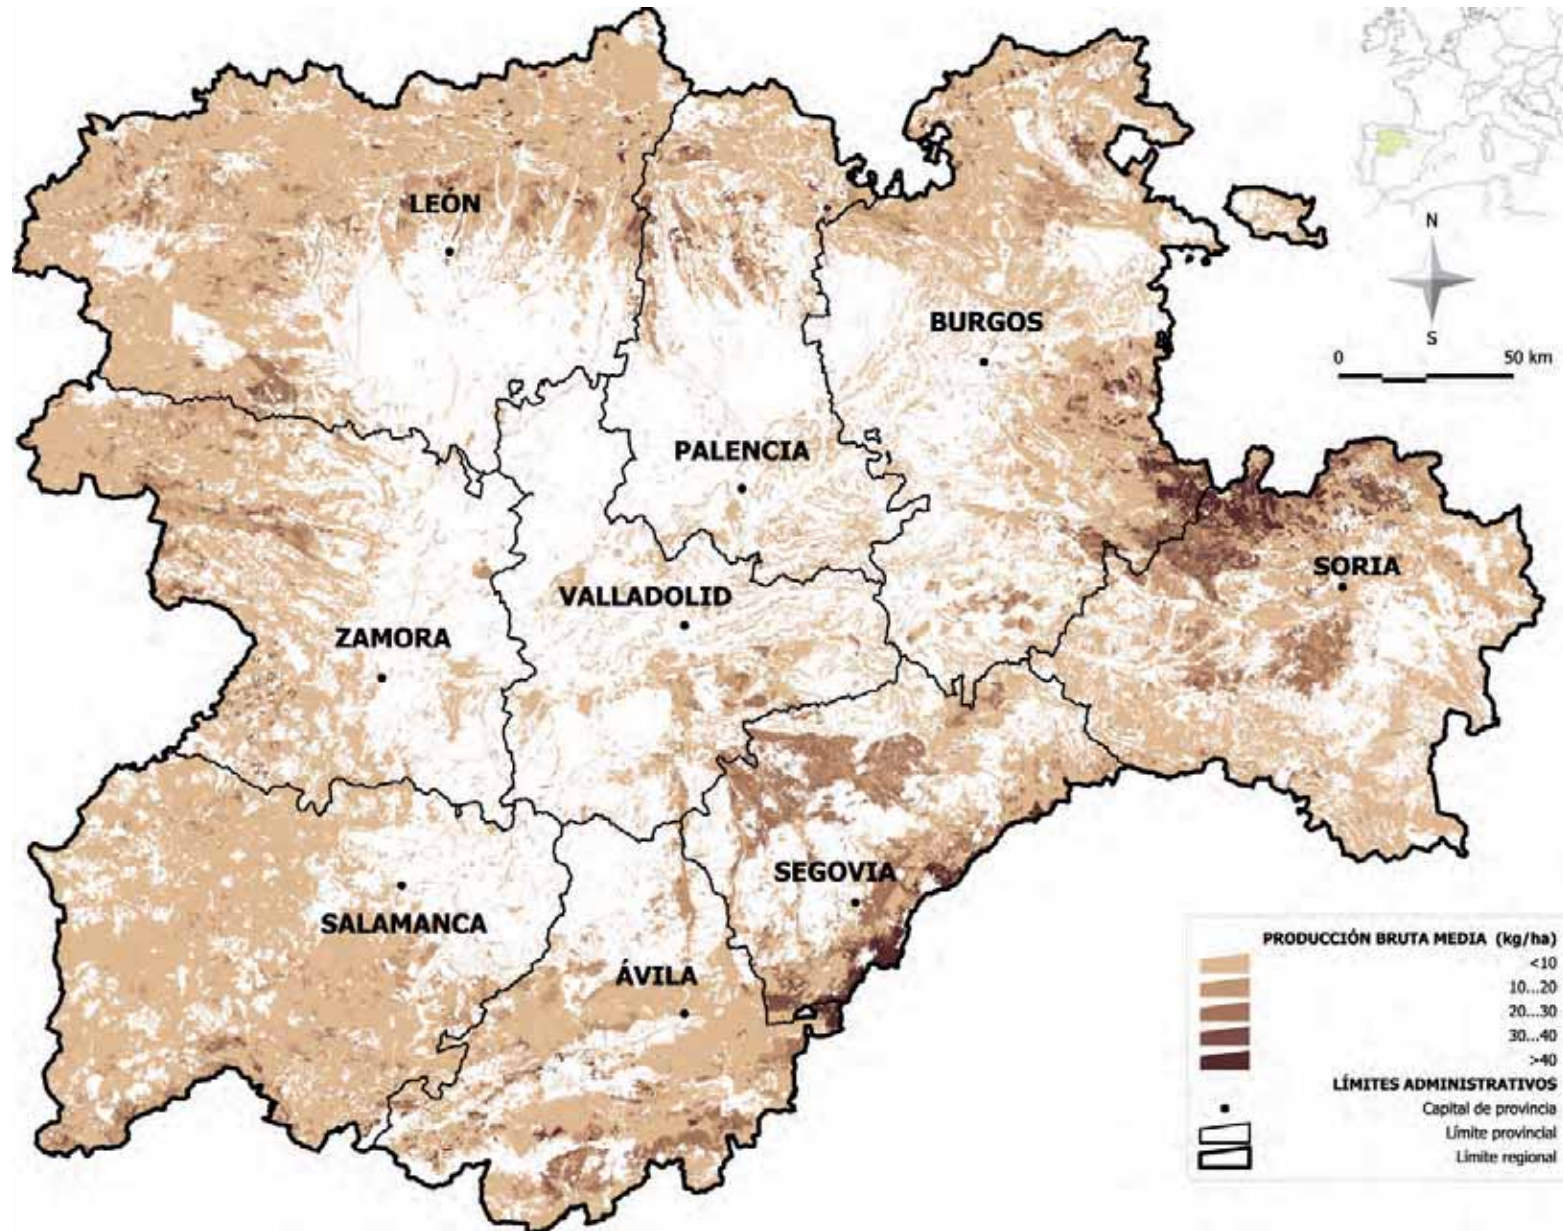 N
S
0 50 km
LEÓN
BURGOS
PALENCIA
SORIA
VALLADOLID
ZAMORA
SEGOVIA
SALAMANCA
ÁVILA
PRODUCCIÓN BRUTA MEDIA (kg/ha)
<10
10...20
20...30
30...40
>40
LÍMITES ADMINISTRATIVOS
Capital de provincia
Límite provincial
Límite regional